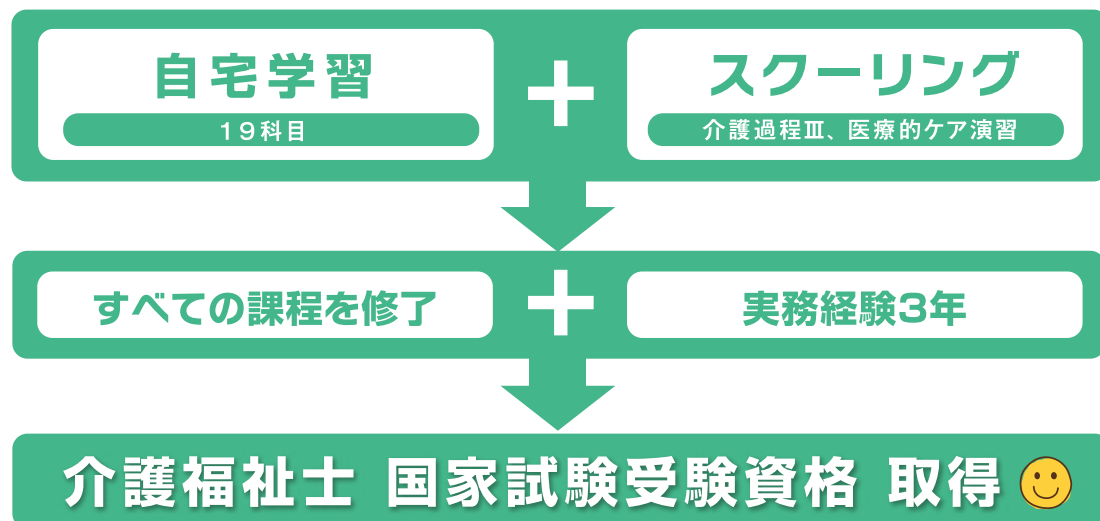 自宅学習
19科目
+
スクーリング
介護過程Ⅲ、医療的ケア演習
すべての課程を修了
+
実務経験3年
介護福祉士 国家試験受験資格 取得